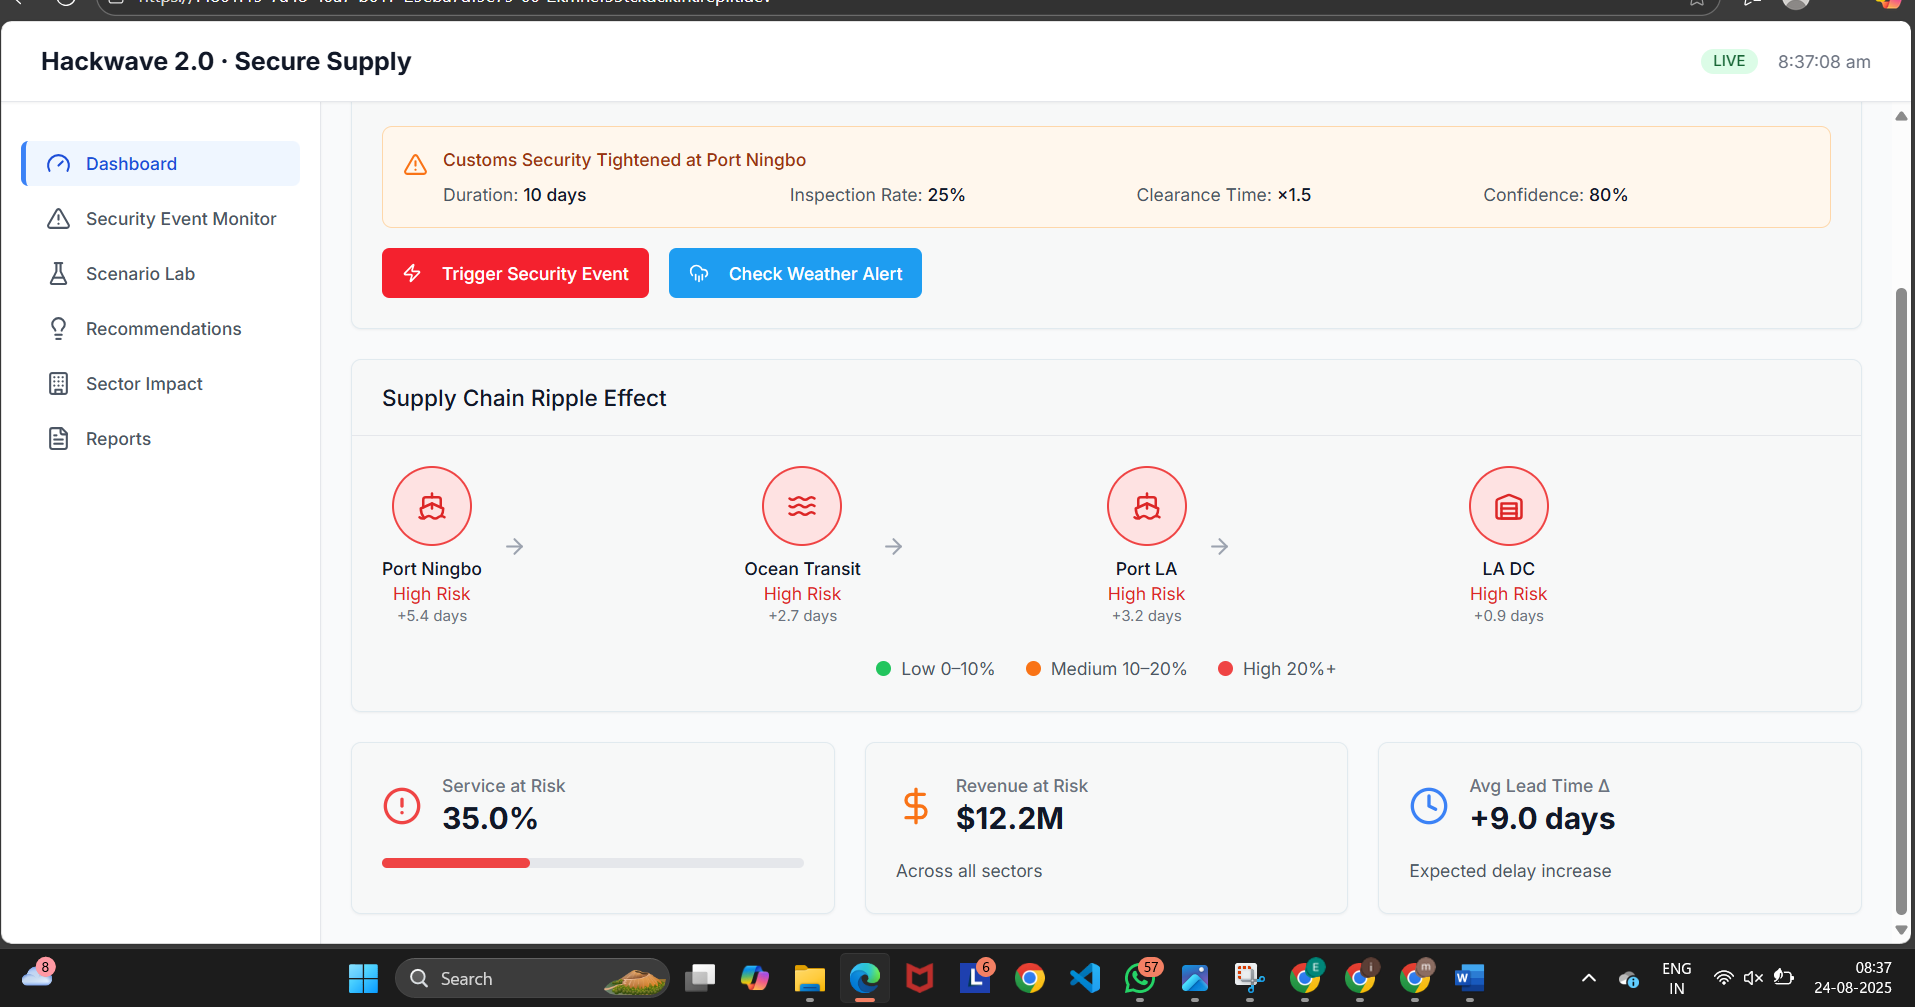 Hackwave 2.0 · Secure Supply
LIVE 8:37:08 am
Dashboard
Security Event Monitor
Scenario Lab
Recommendations
Sector Impact
Reports
Customs Security Tightened at Port Ningbo
Duration: 10 days Inspection Rate: 25% Clearance Time: ×1.5 Confidence: 80%
Trigger Security Event Check Weather Alert
Supply Chain Ripple Effect
Port Ningbo Ocean Transit Port LA LA DC
High Risk High Risk High Risk High Risk
+5.4 days +2.7 days +3.2 days +0.9 days
Low 0–10% Medium 10–20% High 20%+
Service at Risk
35.0%
Revenue at Risk
$12.2M
Across all sectors
Avg Lead Time Δ
+9.0 days
Expected delay increase
8
Search
L 6
57
E
i
m
W
ENG
IN
08:37
24-08-2025